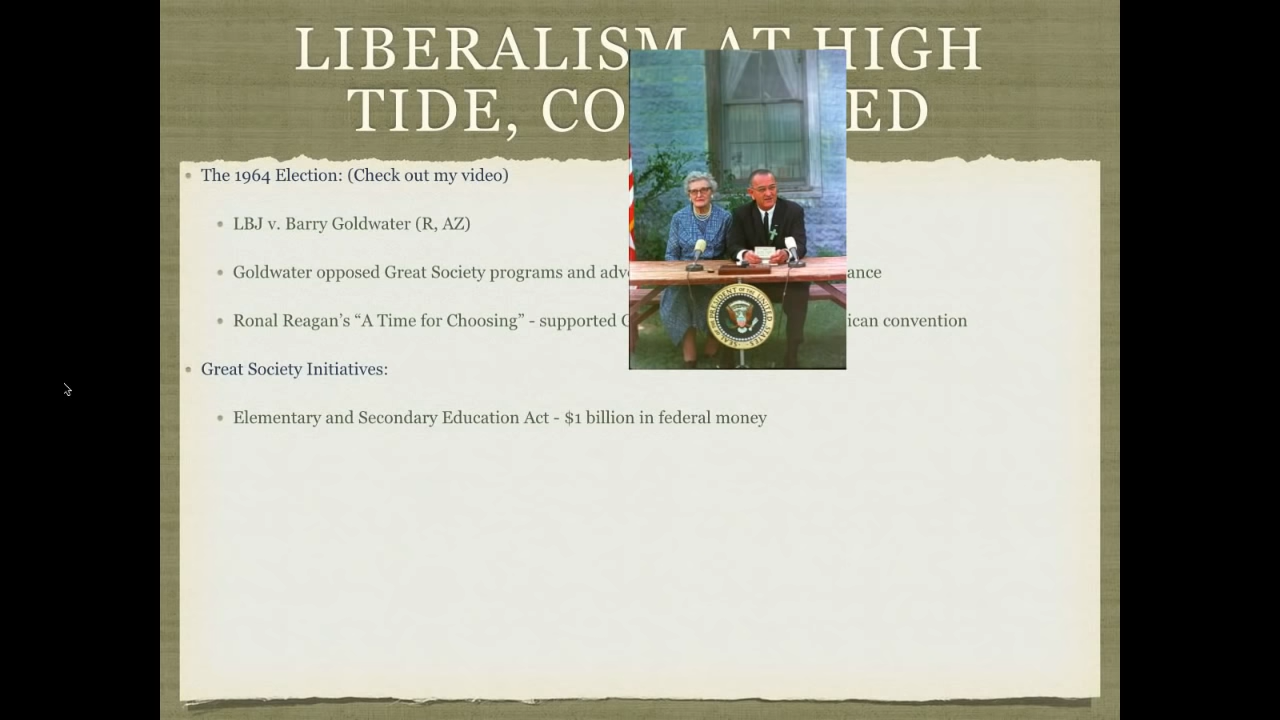 LIBERALISM AT HIGH
TIDE, CO ED
The 1964 Election: (Check out my video)
LBJ v. Barry Goldwater (R, AZ)
Goldwater opposed Great Society programs and adv ance
Ronal Reagan’s “A Time for Choosing” - supported ican convention
Great Society Initiatives:
Elementary and Secondary Education Act - $1 billion in federal money